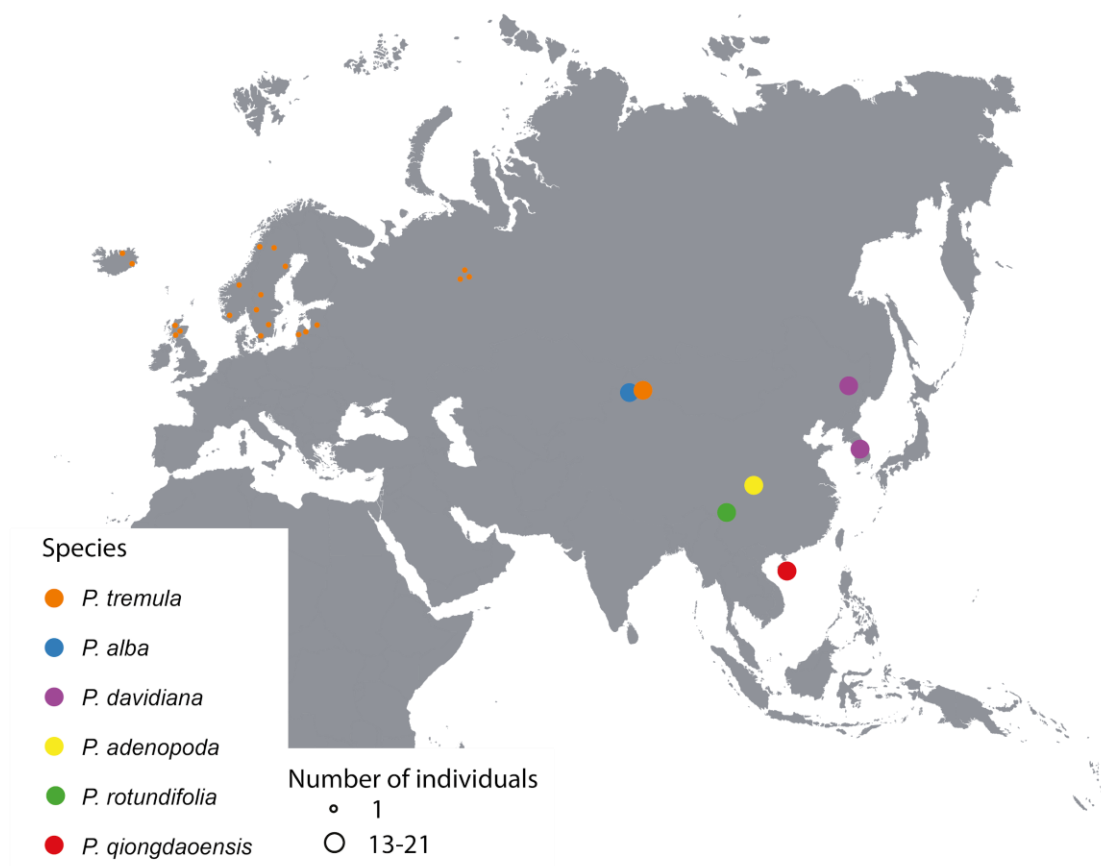 Species
P. tremula
P. alba
P. davidiana
P. adenopoda
P. rotundifolia
P. qiongdaoensis
Number of individuals
1
13-21